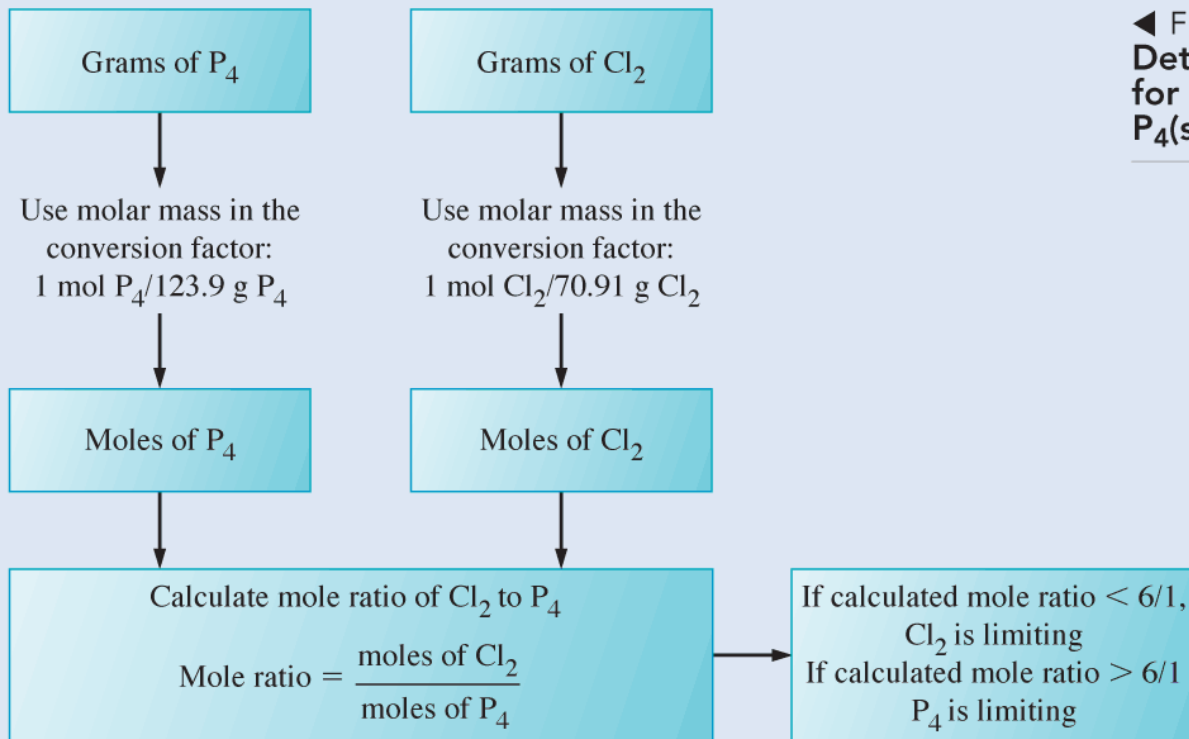 Grams of P₄
Grams of Cl₂
◀ F
Det
for
P₄(s
Use molar mass in the
conversion factor:
1 mol P₄/123.9 g P₄
Use molar mass in the
conversion factor:
1 mol Cl₂/70.91 g Cl₂
Moles of P₄
Moles of Cl₂
Calculate mole ratio of Cl₂ to P₄
Mole ratio = moles of Cl₂ / moles of P₄
If calculated mole ratio < 6/1,
Cl₂ is limiting
If calculated mole ratio > 6/1
P₄ is limiting